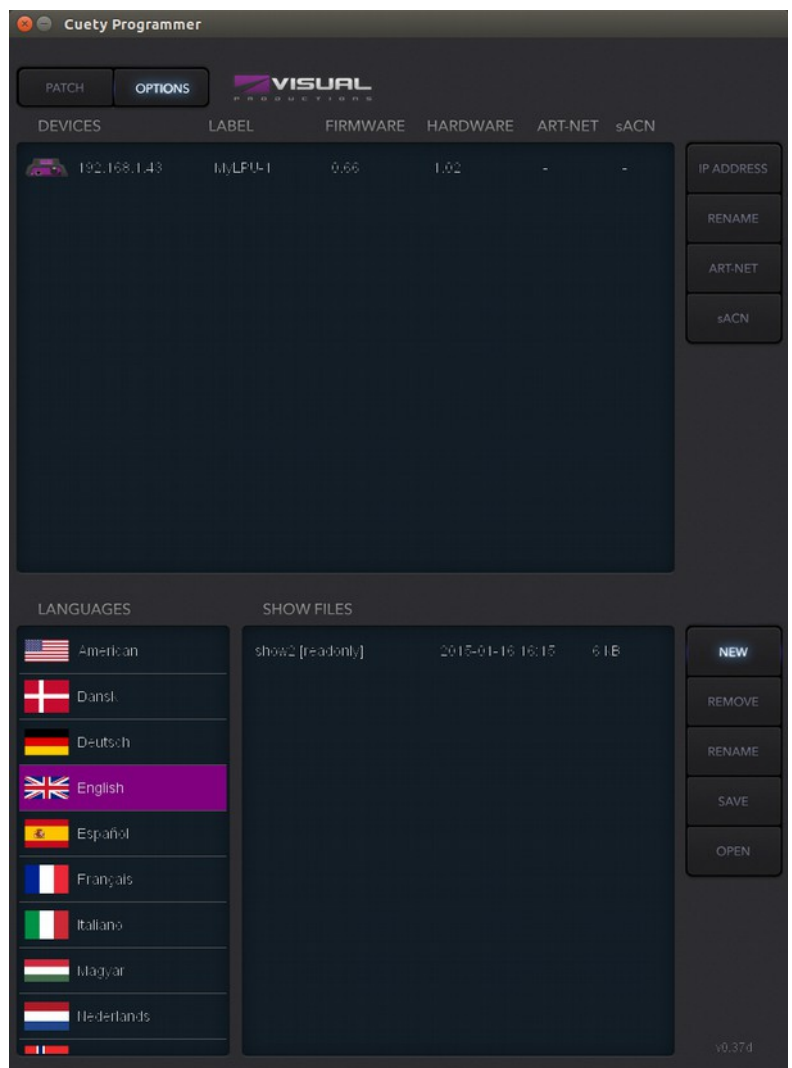 Cuety Programmer
PATCH OPTIONS VISUAL
PRODUCTIONS
DEVICES LABEL FIRMWARE HARDWARE ART-NET sACN
192.168.1.43 MyLPU-1 0.66 1.02 - -
IP ADDRESS
RENAME
ART-NET
sACN
LANGUAGES SHOW FILES
American show2 [readonly] 2015-01-16 16:15 6 kB NEW
Dansk REMOVE
Deutsch RENAME
English SAVE
Español OPEN
Français
Italiano
Magyar
Nederlands
v0.37d